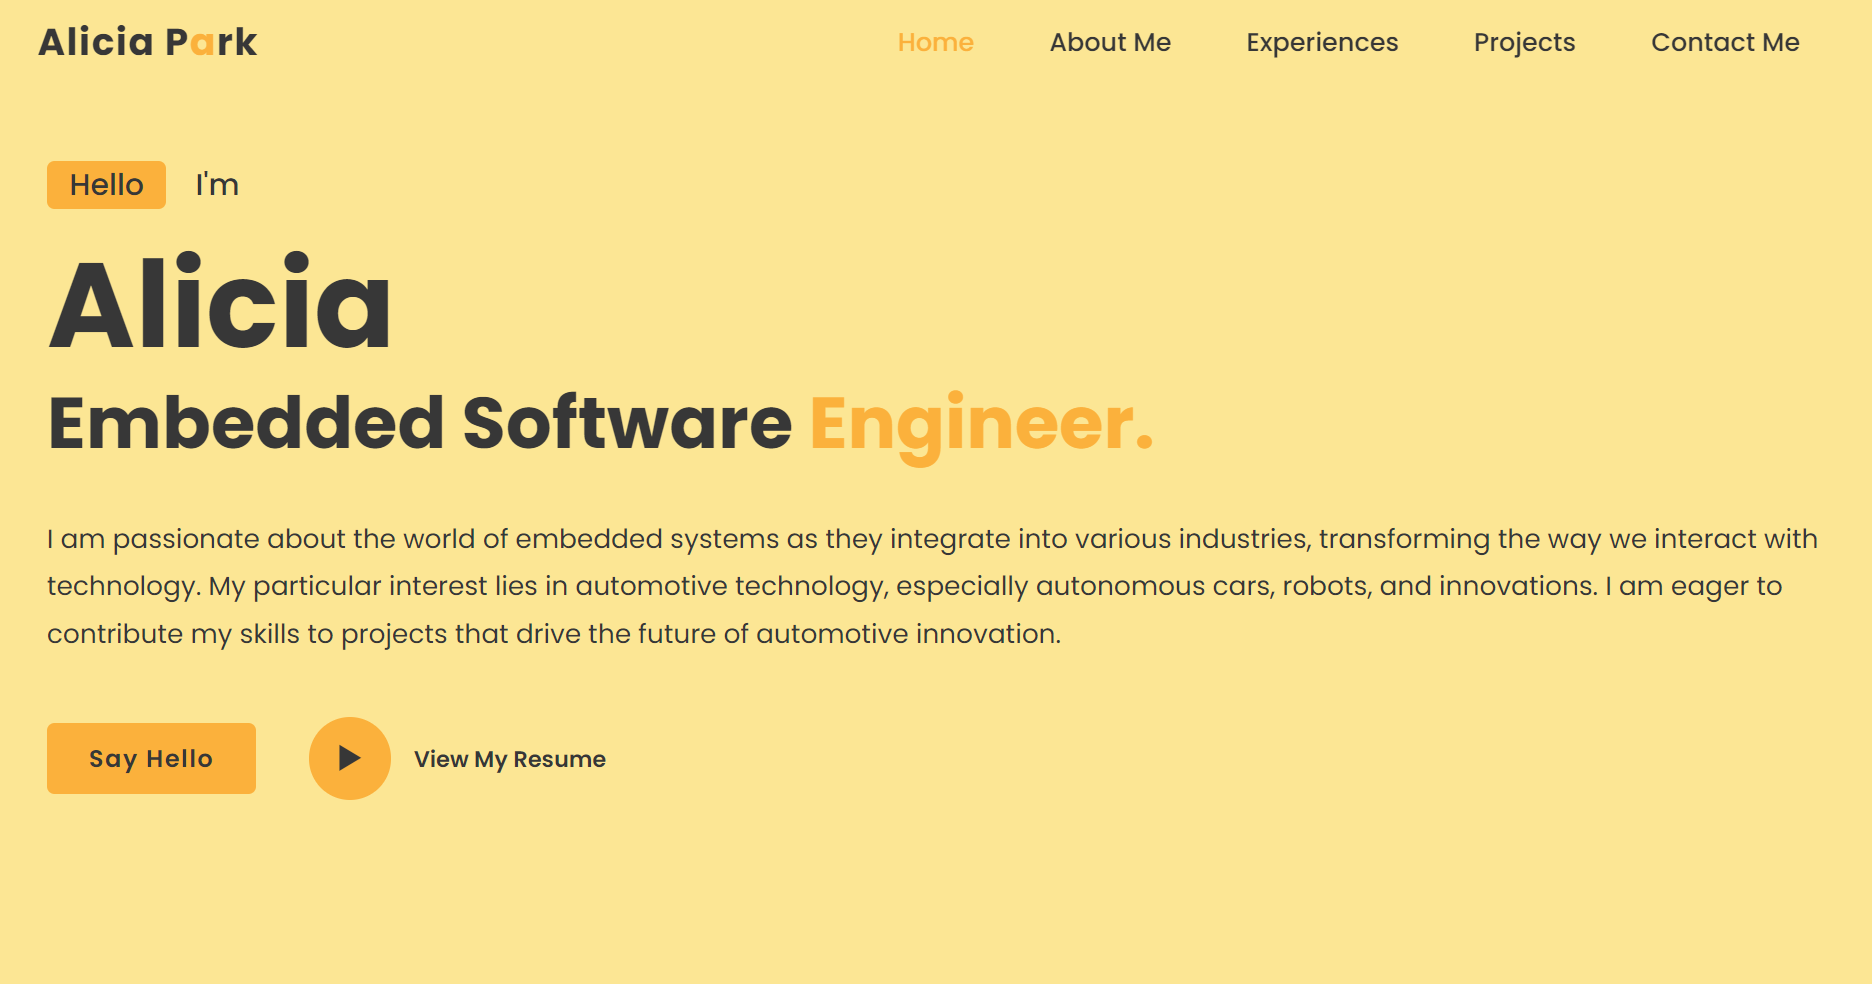 Alicia Park
Home About Me Experiences Projects Contact Me
Hello I'm
Alicia
Embedded Software Engineer.
I am passionate about the world of embedded systems as they integrate into various industries, transforming the way we interact with
technology. My particular interest lies in automotive technology, especially autonomous cars, robots, and innovations. I am eager to
contribute my skills to projects that drive the future of automotive innovation.
Say Hello
View My Resume